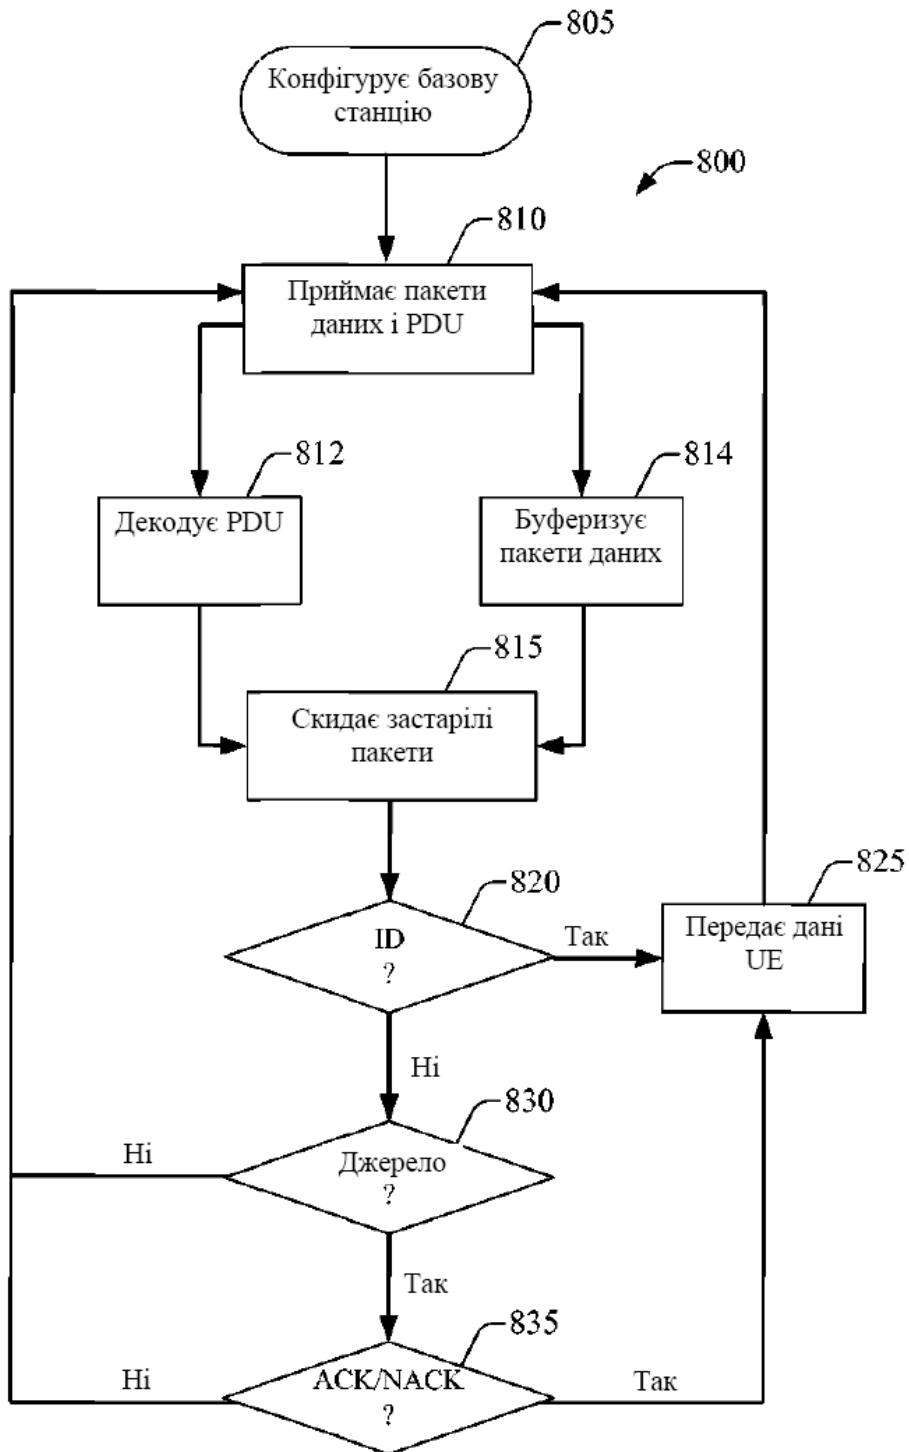 805
Конфігурує базову
станцію
800
810
Приймає пакети
даних і PDU
812
814
Декодує PDU
Буферизує
пакети даних
815
Скидає застарілі
пакети
820
825
ID
?
Так
Передає дані
UE
Ні
830
Ні
Джерело
?
Так
835
Ні
ACK/NACK
?
Так